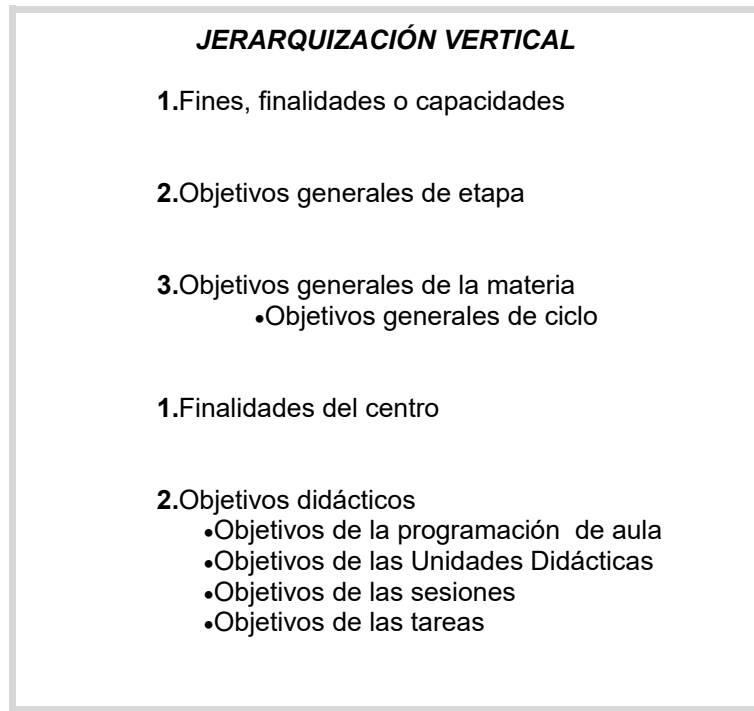 JERARQUIZACIÓN VERTICAL
1.Fines, finalidades o capacidades
2.Objetivos generales de etapa
3.Objetivos generales de la materia
•Objetivos generales de ciclo
1.Finalidades del centro
2.Objetivos didácticos
•Objetivos de la programación de aula
•Objetivos de las Unidades Didácticas
•Objetivos de las sesiones
•Objetivos de las tareas